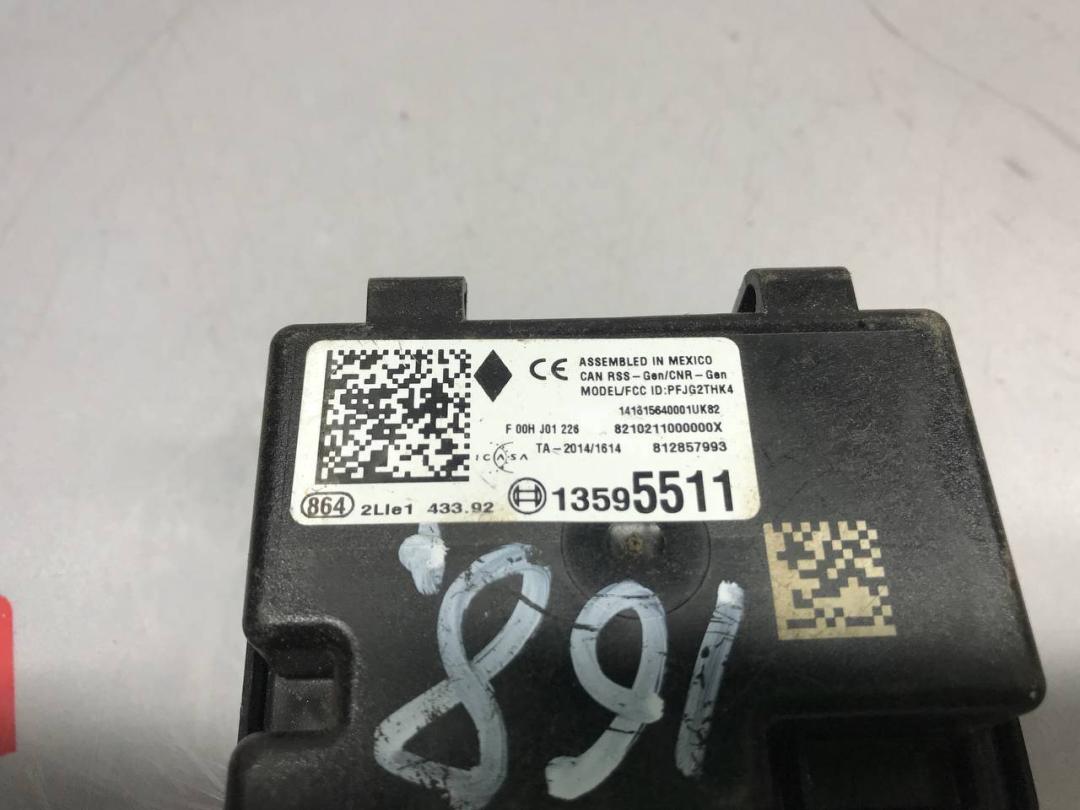 CE ASSEMBLED IN MEXICO
CAN RSS-Gen/CNR-Gen
MODEL/FCC ID:PFJG2THK4
141815640001UK82
F 00H J01 226 8210211000000X
ICASA TA-2014/1614 812857993
864 2LIe1 433.92 13595511
'891